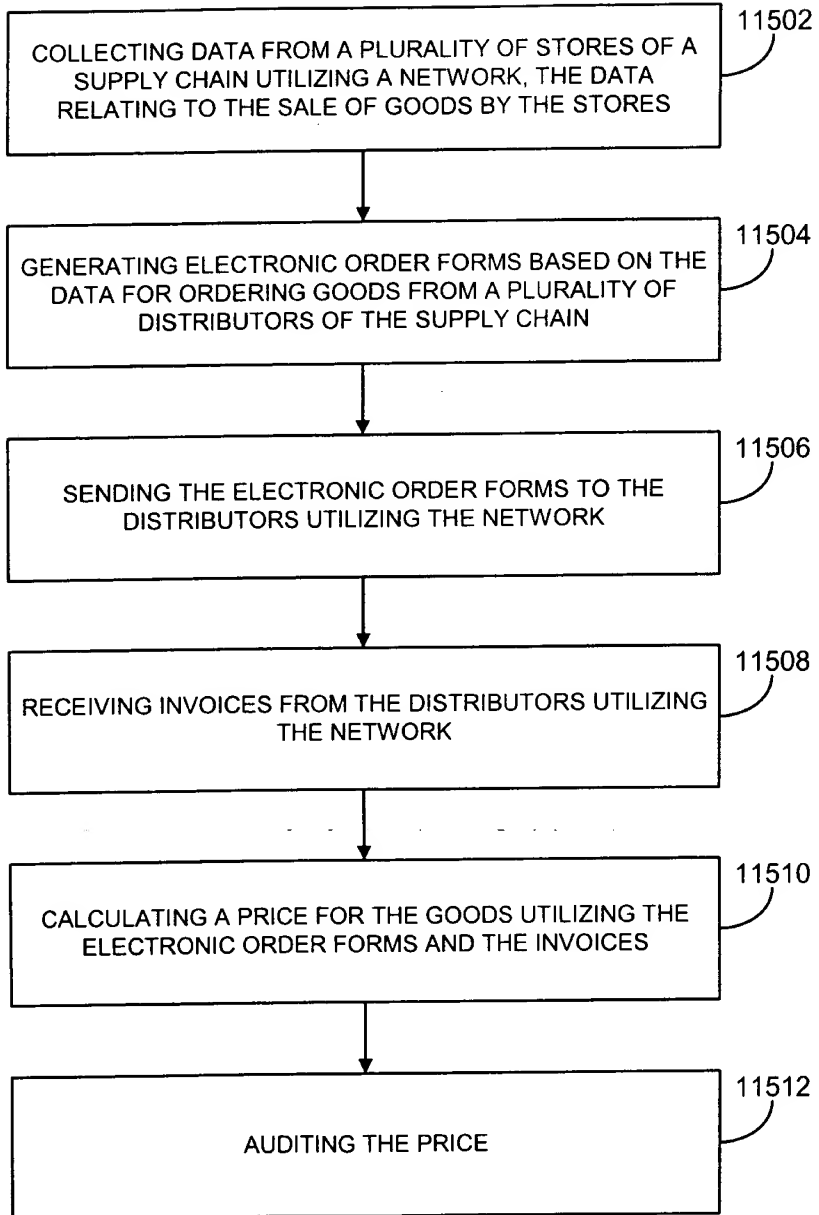 11502
COLLECTING DATA FROM A PLURALITY OF STORES OF A
SUPPLY CHAIN UTILIZING A NETWORK, THE DATA
RELATING TO THE SALE OF GOODS BY THE STORES
11504
GENERATING ELECTRONIC ORDER FORMS BASED ON THE
DATA FOR ORDERING GOODS FROM A PLURALITY OF
DISTRIBUTORS OF THE SUPPLY CHAIN
11506
SENDING THE ELECTRONIC ORDER FORMS TO THE
DISTRIBUTORS UTILIZING THE NETWORK
11508
RECEIVING INVOICES FROM THE DISTRIBUTORS UTILIZING
THE NETWORK
11510
CALCULATING A PRICE FOR THE GOODS UTILIZING THE
ELECTRONIC ORDER FORMS AND THE INVOICES
11512
AUDITING THE PRICE